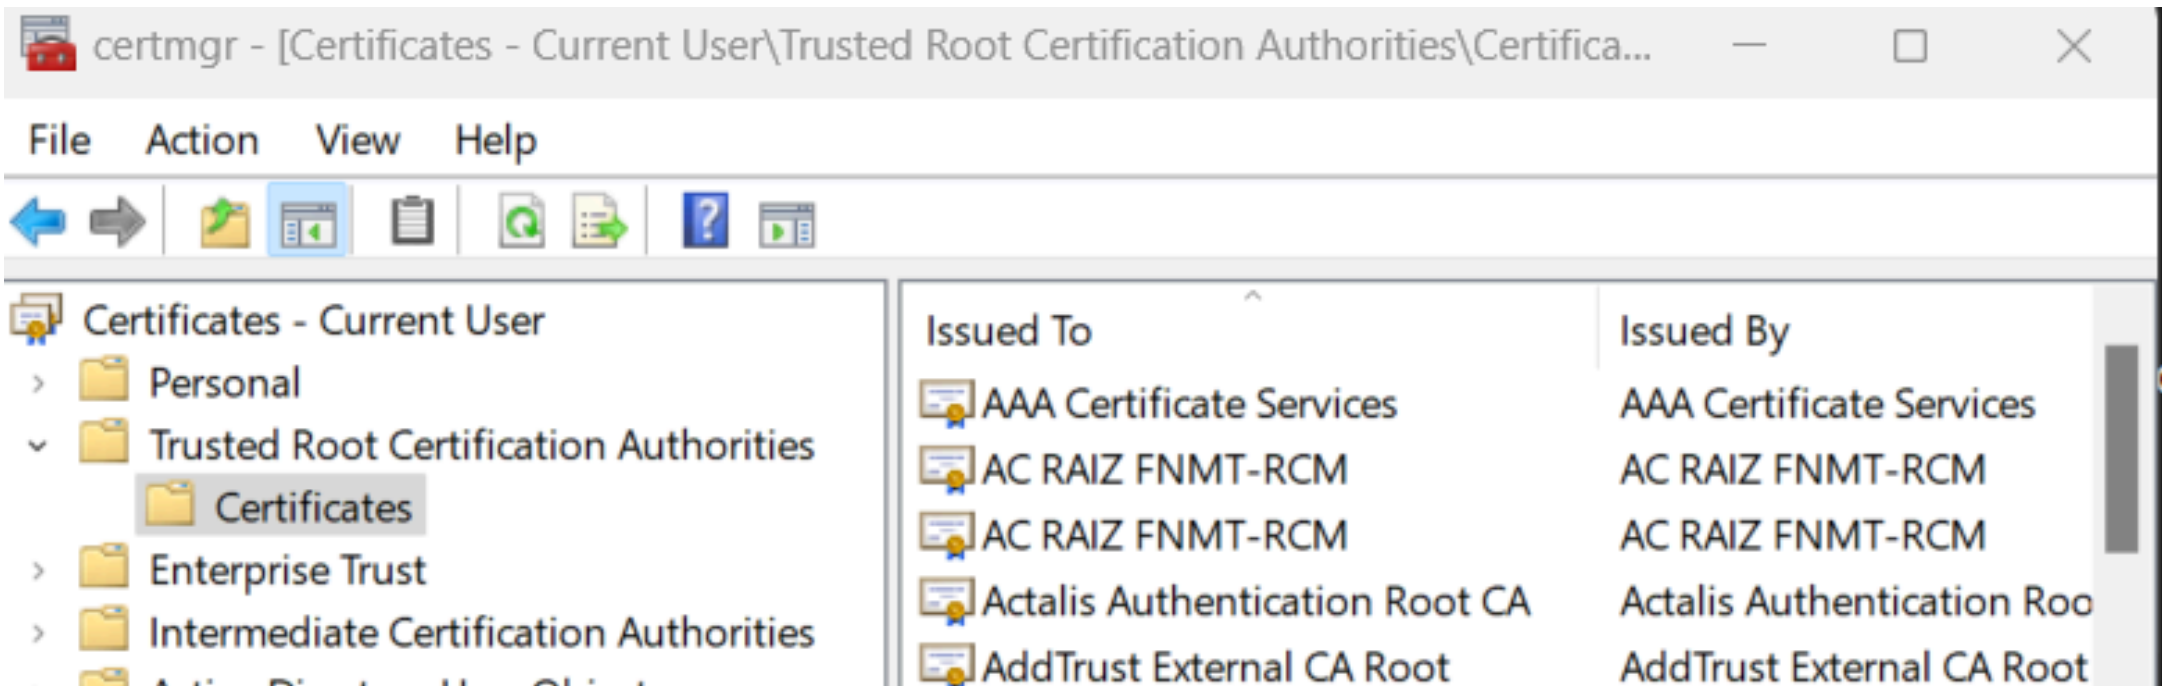 certmgr - [Certificates - Current User\Trusted Root Certification Authorities\Certifica...
File Action View Help
Certificates - Current User
Personal
Trusted Root Certification Authorities
Certificates
Enterprise Trust
Intermediate Certification Authorities
Issued To Issued By
AAA Certificate Services AAA Certificate Services
AC RAIZ FNMT-RCM AC RAIZ FNMT-RCM
AC RAIZ FNMT-RCM AC RAIZ FNMT-RCM
Actalis Authentication Root CA Actalis Authentication Roo
AddTrust External CA Root AddTrust External CA Root